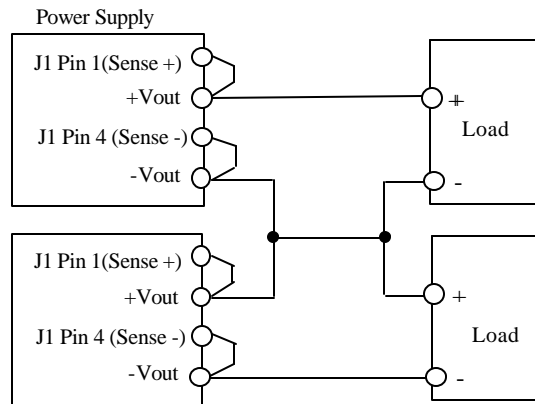 Power Supply
J1 Pin 1(Sense +)
+Vout
J1 Pin 4 (Sense -)
-Vout
+
Load
-
J1 Pin 1(Sense +)
+Vout
J1 Pin 4 (Sense -)
-Vout
+
Load
-